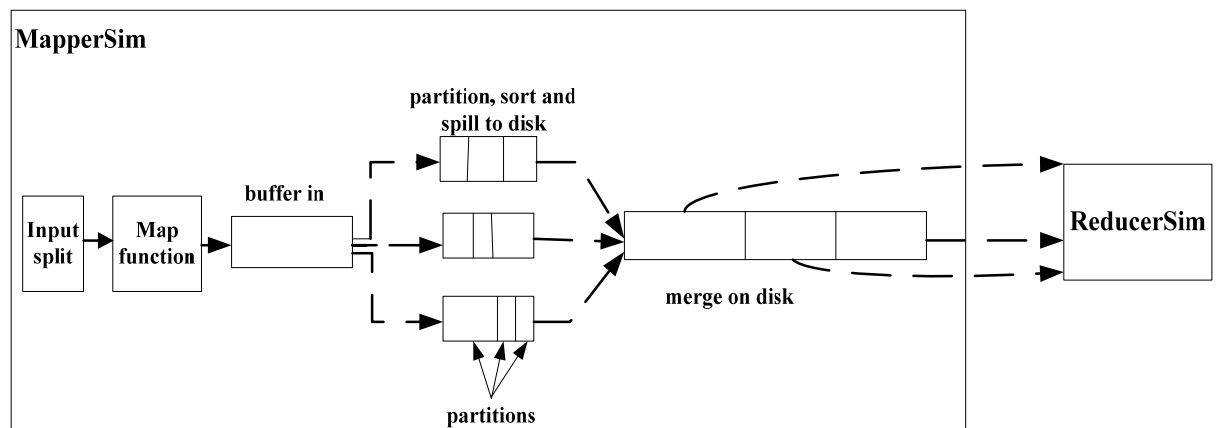 MapperSim
partition, sort and
spill to disk
buffer in
Input
split
Map
function
merge on disk
partitions
ReducerSim